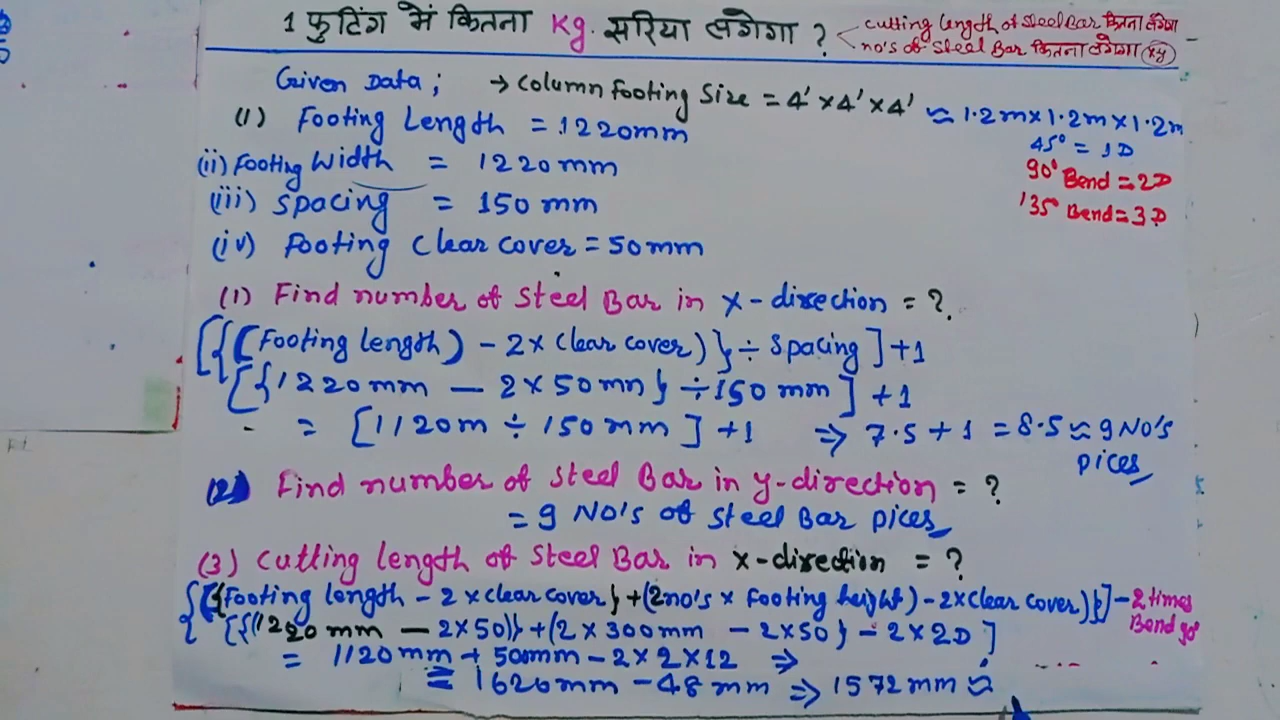 1 फुटिंग में कितना Kg. सरिया लगेगा ?
cutting length of steel Bar कितना लगेगा
no's of steel Bar कितना लगेगा (xy)
Given Data; → Column Footing Size = 4' × 4' × 4' ≈ 1.2m×1.2m×1.2m
(1) Footing Length = 1220mm
45° = 1D
(ii) Footing Width = 1220mm
90° Bend = 2D
(iii) Spacing = 150 mm
135° Bend = 3D
(iv) Footing Clear cover = 50mm
(1) Find number of Steel Bar in x-direction = ?
[{(Footing length) - 2× Clear cover)} ÷ Spacing] +1
[{1220mm - 2×50mm} ÷ 150 mm] +1
= [1120m ÷ 150mm] +1 ⇒ 7.5 + 1 = 8.5 ≈ 9 NO's
pices
(2) Find number of Steel Bar in y-direction = ?
= 9 NO's of Steel Bar pices
(3) Cutting length of Steel Bar in x-direction = ?
{[{Footing length - 2×clear cover} + (2no's × Footing height) - 2×Clear cover)}] - 2 times
Bend 90°
{[{(1220mm - 2×50)} + (2×300mm - 2×50} - 2×2D]
= 1120mm + 500mm - 2×2×12 ⇒
= 1620mm - 48mm ⇒ 1572mm ≈